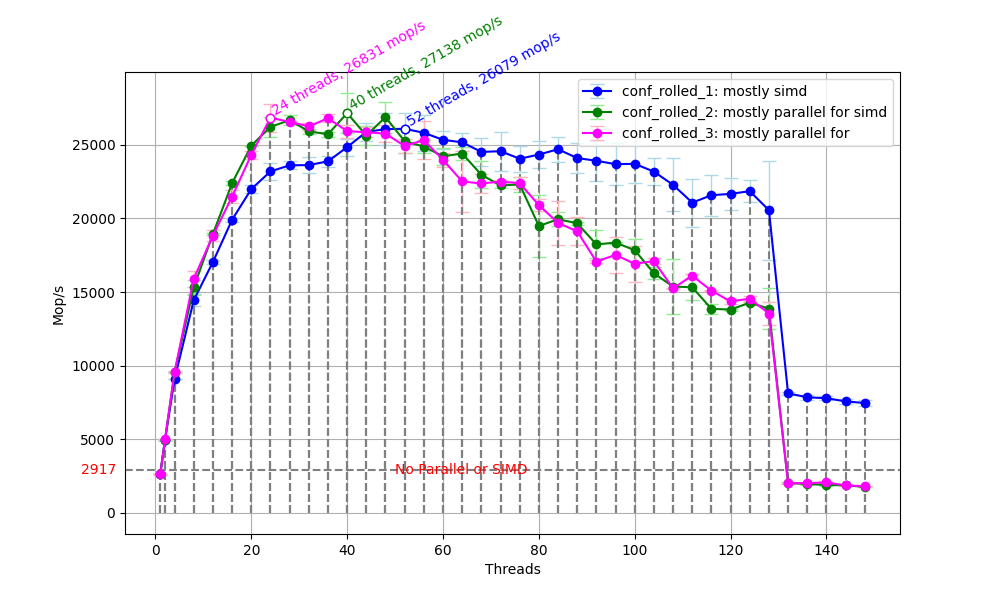 24 threads, 26831 mop/s
40 threads, 27138 mop/s
52 threads, 26079 mop/s
conf_rolled_1: mostly simd
conf_rolled_2: mostly parallel for simd
conf_rolled_3: mostly parallel for
25000
20000
15000
10000
5000
2917
0
No Parallel or SIMD
Mop/s
0 20 40 60 80 100 120 140
Threads